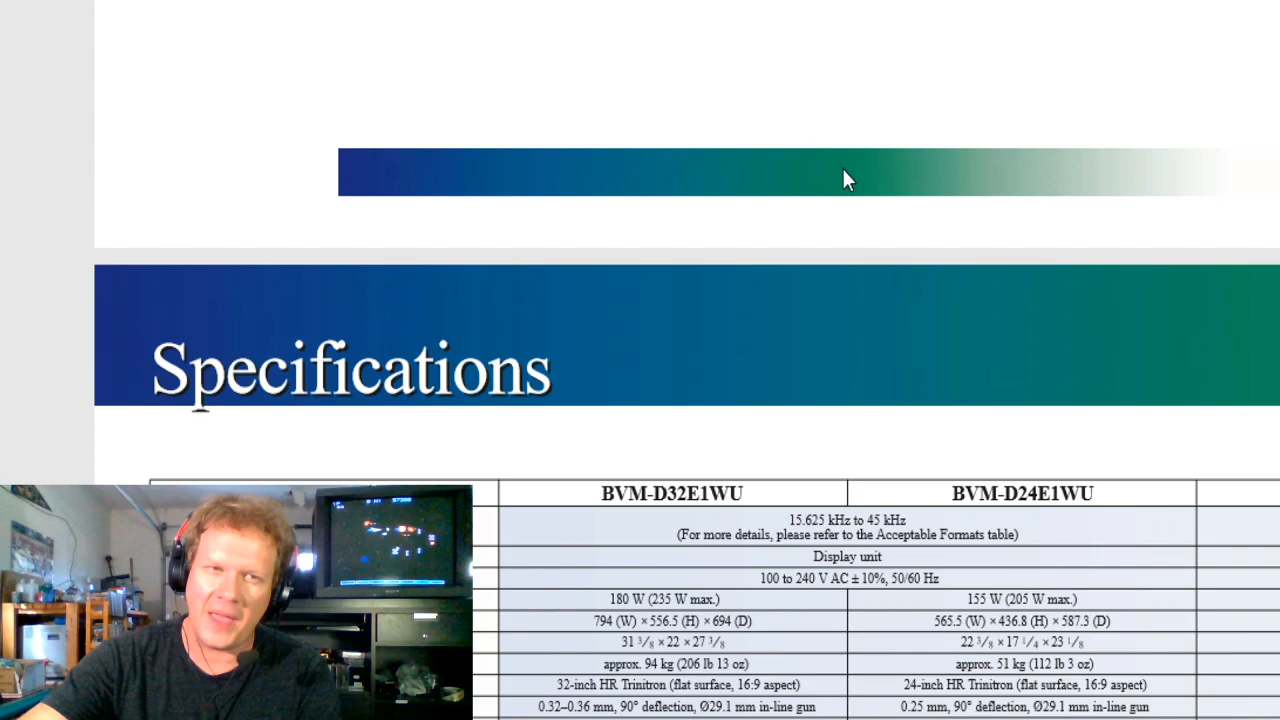 Specifications
BVM-D32E1WU BVM-D24E1WU
15.625 kHz to 45 kHz
(For more details, please refer to the Acceptable Formats table)
Display unit
100 to 240 V AC ± 10%, 50/60 Hz
180 W (235 W max.) 155 W (205 W max.)
794 (W) × 556.5 (H) × 694 (D) 565.5 (W) × 436.8 (H) × 587.3 (D)
31 3/8 × 22 × 27 3/8 22 3/8 × 17 1/4 × 23 1/8
approx. 94 kg (206 lb 13 oz) approx. 51 kg (112 lb 3 oz)
32-inch HR Trinitron (flat surface, 16:9 aspect) 24-inch HR Trinitron (flat surface, 16:9 aspect)
0.32–0.36 mm, 90° deflection, Ø29.1 mm in-line gun 0.25 mm, 90° deflection, Ø29.1 mm in-line gun